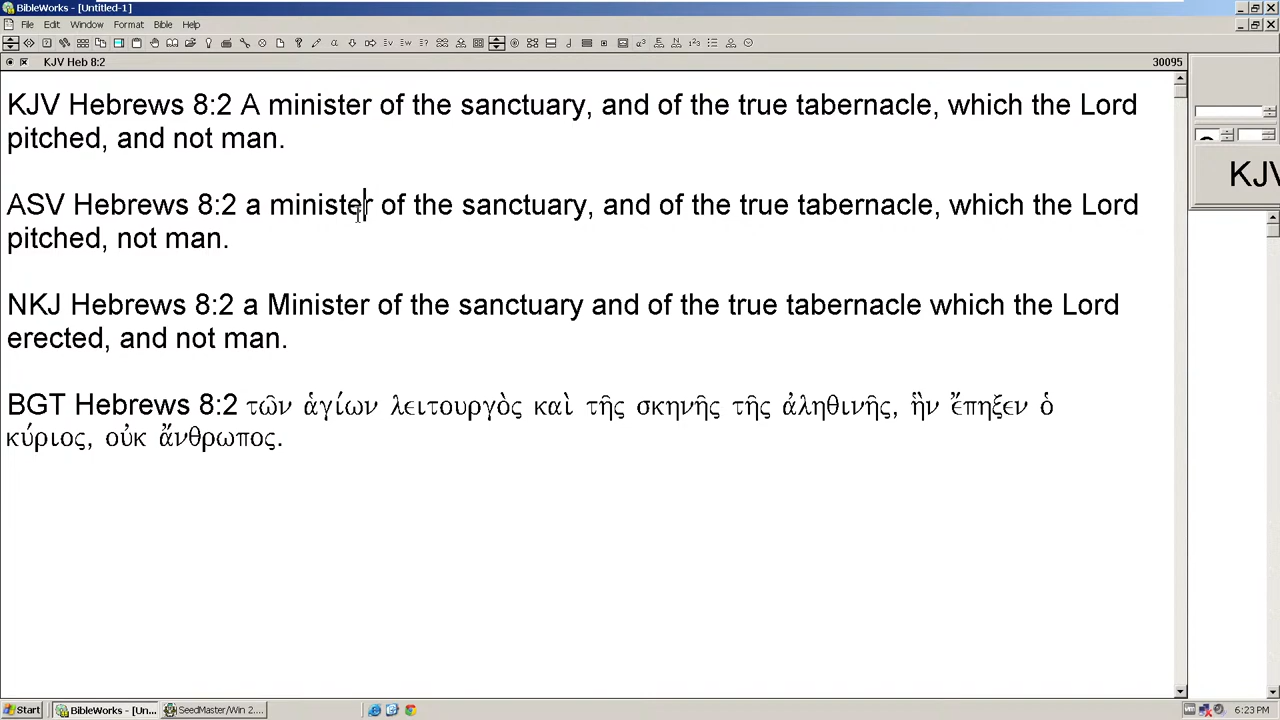 BibleWorks - [Untitled-1]
File Edit Window Format Bible Help
KJV Heb 8:2 30095
KJV Hebrews 8:2 A minister of the sanctuary, and of the true tabernacle, which the Lord
pitched, and not man.
ASV Hebrews 8:2 a minister of the sanctuary, and of the true tabernacle, which the Lord
pitched, not man.
NKJ Hebrews 8:2 a Minister of the sanctuary and of the true tabernacle which the Lord
erected, and not man.
BGT Hebrews 8:2 τῶν ἁγίων λειτουργὸς καὶ τῆς σκηνῆς τῆς ἀληθινῆς, ἣν ἔπηξεν ὁ
κύριος, οὐκ ἄνθρωπος.
KJV
Start BibleWorks - [Un... SeedMaster/Win 2.... 6:23 PM